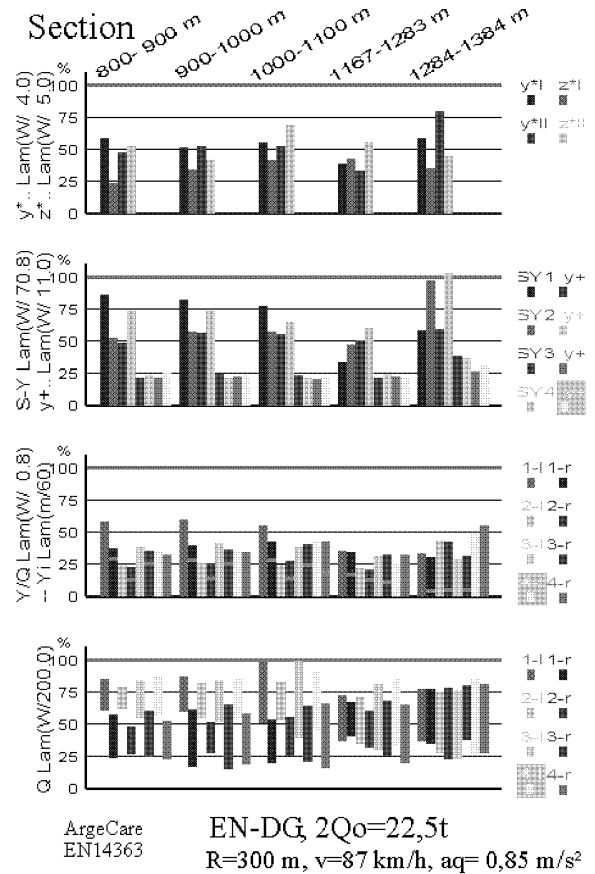 Section
800- 900 m
900-1000 m
1000-1100 m
1167-1283 m
1284-1384 m
y*.. Lam(W/ 4.0)
z*.. Lam(W/ 5.0)
%
100
75
50
25
0
y*I z*I
y*II z*II
S-Y Lam(W/70.8)
y+.. Lam(W/11.0)
%
100
75
50
25
0
SY1 y+
SY2 y+
SY3 y+
SY4
Y/Q Lam(W/ 0.8)
-- Yi Lam(m/60)
%
100
75
50
25
0
1-l 1-r
2-l 2-r
3-l 3-r
4-r
Q Lam(W/200.0)
%
100
75
50
25
0
1-l 1-r
2-l 2-r
3-l 3-r
4-r
ArgeCare
EN14363
EN-DG, 2Qo=22,5t
R=300 m, v=87 km/h, aq= 0,85 m/s²